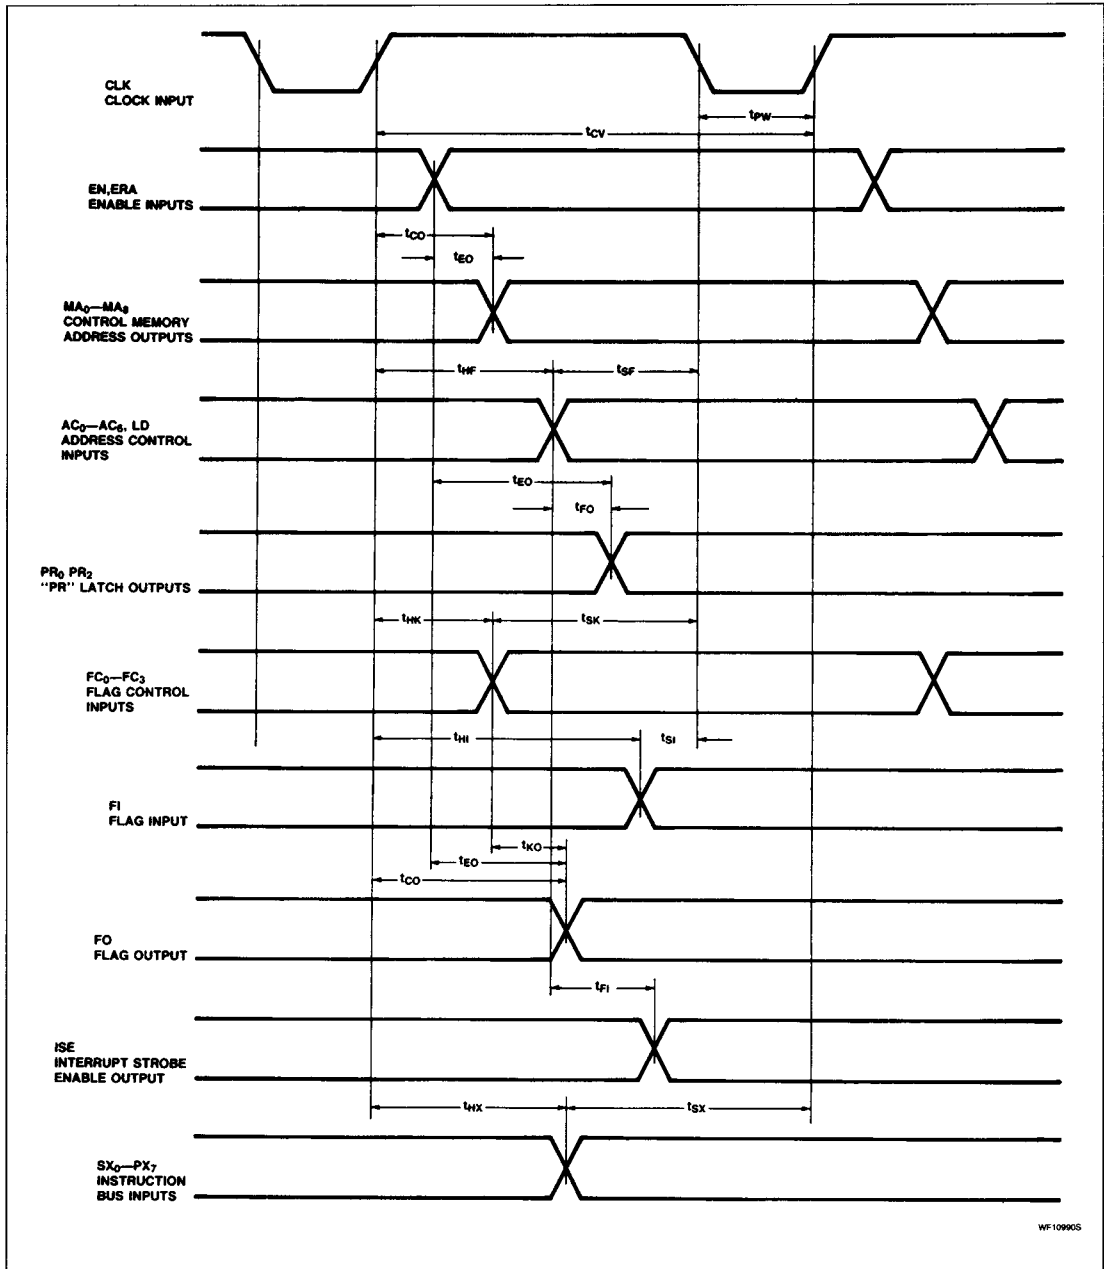 CLK
CLOCK INPUT
tPW
tCV
EN,ERA
ENABLE INPUTS
tCO
tEO
MA0—MA8
CONTROL MEMORY
ADDRESS OUTPUTS
tHF
tSF
AC0—AC6, LD
ADDRESS CONTROL
INPUTS
tEO
tFO
PR0 PR2
"PR" LATCH OUTPUTS
tHK
tSK
FC0—FC3
FLAG CONTROL
INPUTS
tHI
tSI
FI
FLAG INPUT
tKO
tEO
tCO
FO
FLAG OUTPUT
tFI
ISE
INTERRUPT STROBE
ENABLE OUTPUT
tHX
tSX
SX0—PX7
INSTRUCTION
BUS INPUTS
WF10990S